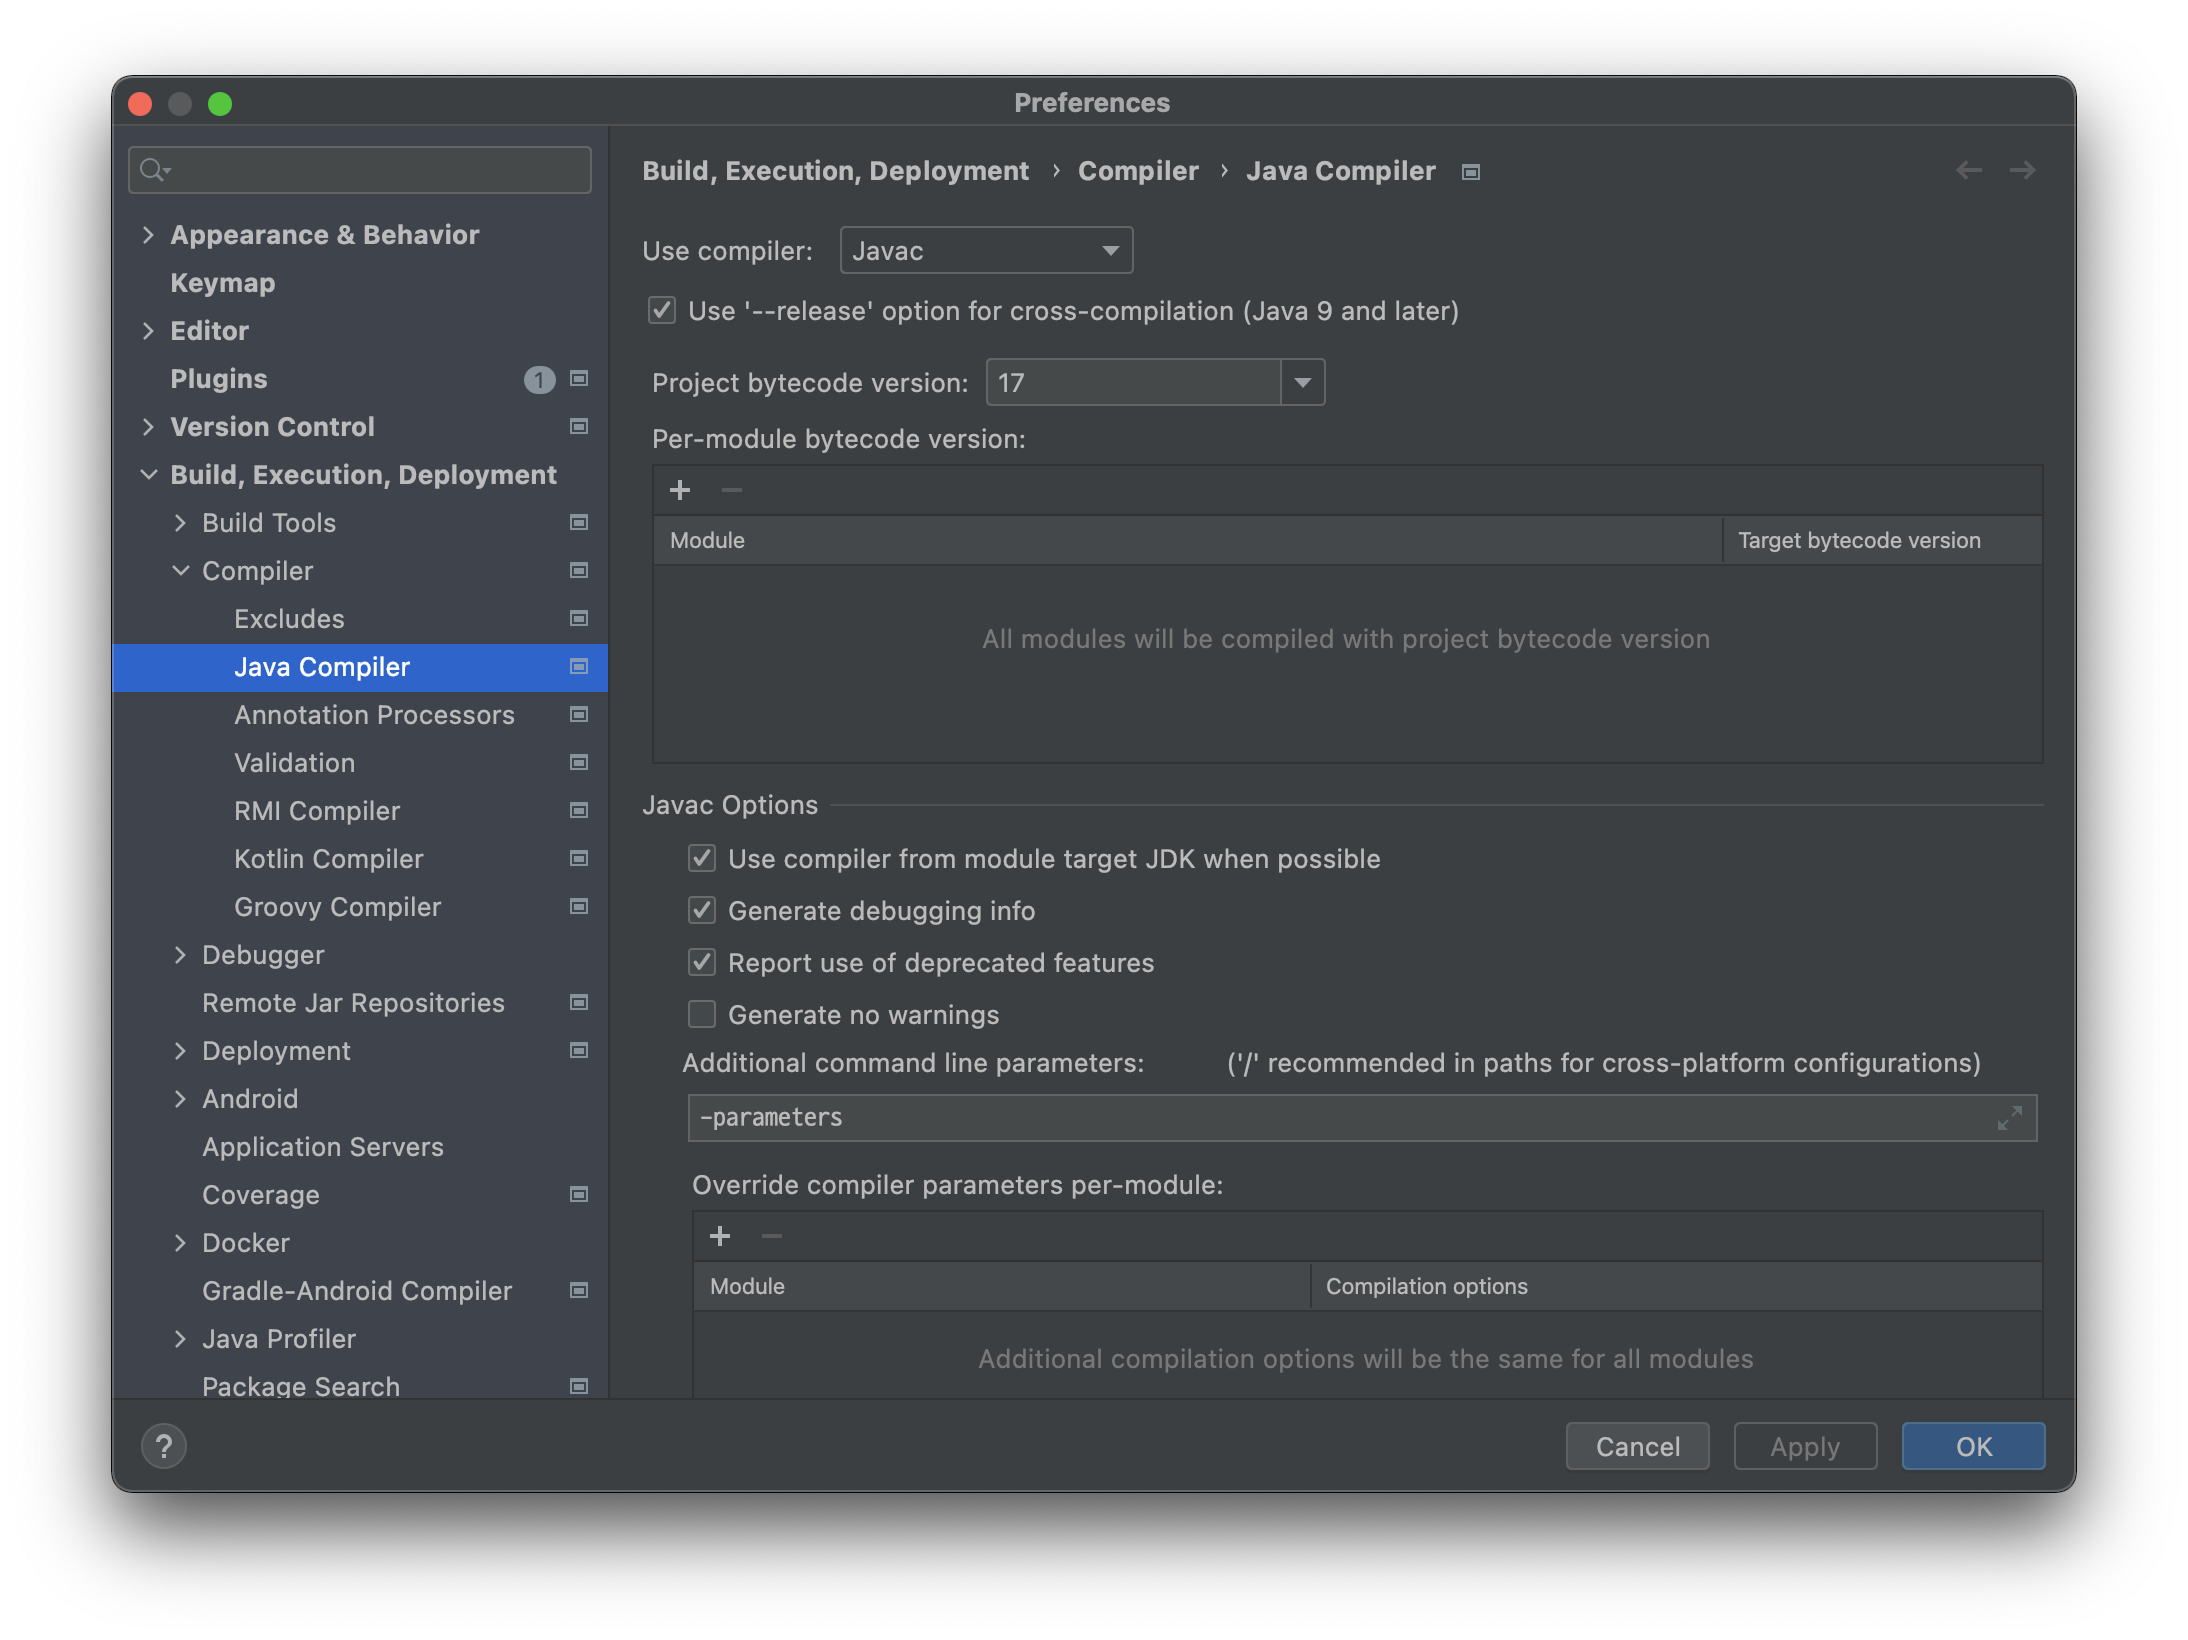 Preferences
Appearance & Behavior
Keymap
Editor
Plugins 1
Version Control
Build, Execution, Deployment
Build Tools
Compiler
Excludes
Java Compiler
Annotation Processors
Validation
RMI Compiler
Kotlin Compiler
Groovy Compiler
Debugger
Remote Jar Repositories
Deployment
Android
Application Servers
Coverage
Docker
Gradle-Android Compiler
Java Profiler
Package Search
Build, Execution, Deployment › Compiler › Java Compiler
Use compiler: Javac
Use '--release' option for cross-compilation (Java 9 and later)
Project bytecode version: 17
Per-module bytecode version:
Module Target bytecode version
All modules will be compiled with project bytecode version
Javac Options
Use compiler from module target JDK when possible
Generate debugging info
Report use of deprecated features
Generate no warnings
Additional command line parameters: ('/' recommended in paths for cross-platform configurations)
-parameters
Override compiler parameters per-module:
Module Compilation options
Additional compilation options will be the same for all modules
? Cancel Apply OK